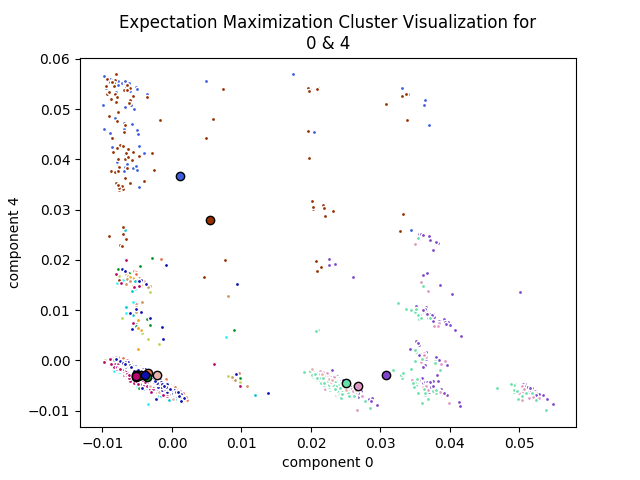 Expectation Maximization Cluster Visualization for
0 & 4
0.06
0.05
0.04
0.03
0.02
0.01
0.00
−0.01
component 4
−0.01 0.00 0.01 0.02 0.03 0.04 0.05
component 0